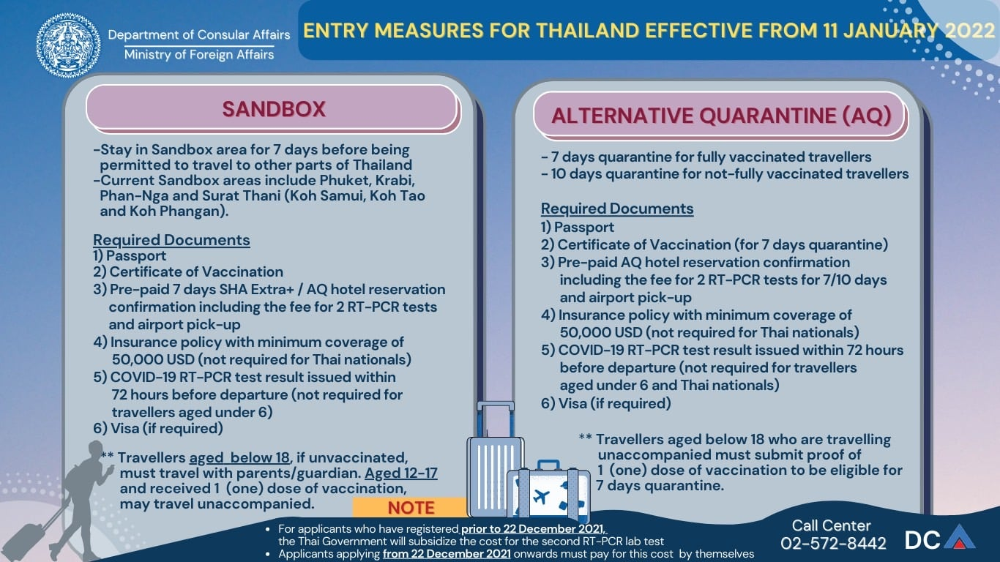 Department of Consular Affairs
Ministry of Foreign Affairs
ENTRY MEASURES FOR THAILAND EFFECTIVE FROM 11 JANUARY 2022
SANDBOX
-Stay in Sandbox area for 7 days before being
permitted to travel to other parts of Thailand
-Current Sandbox areas include Phuket, Krabi,
Phan-Nga and Surat Thani (Koh Samui, Koh Tao
and Koh Phangan).
Required Documents
1) Passport
2) Certificate of Vaccination
3) Pre-paid 7 days SHA Extra+ / AQ hotel reservation
confirmation including the fee for 2 RT-PCR tests
and airport pick-up
4) Insurance policy with minimum coverage of
50,000 USD (not required for Thai nationals)
5) COVID-19 RT-PCR test result issued within
72 hours before departure (not required for
travellers aged under 6)
6) Visa (if required)
** Travellers aged below 18, if unvaccinated,
must travel with parents/guardian. Aged 12-17
and received 1 (one) dose of vaccination,
may travel unaccompanied.
ALTERNATIVE QUARANTINE (AQ)
- 7 days quarantine for fully vaccinated travellers
- 10 days quarantine for not-fully vaccinated travellers
Required Documents
1) Passport
2) Certificate of Vaccination (for 7 days quarantine)
3) Pre-paid AQ hotel reservation confirmation
including the fee for 2 RT-PCR tests for 7/10 days
and airport pick-up
4) Insurance policy with minimum coverage of
50,000 USD (not required for Thai nationals)
5) COVID-19 RT-PCR test result issued within 72 hours
before departure (not required for travellers
aged under 6 and Thai nationals)
6) Visa (if required)
** Travellers aged below 18 who are travelling
unaccompanied must submit proof of
1 (one) dose of vaccination to be eligible for
7 days quarantine.
NOTE
• For applicants who have registered prior to 22 December 2021,
the Thai Government will subsidize the cost for the second RT-PCR lab test
• Applicants applying from 22 December 2021 onwards must pay for this cost by themselves
Call Center
02-572-8442
DC